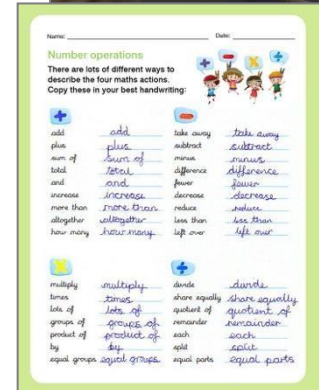 Name: Date:
Number operations
There are lots of different ways to
describe the four maths actions.
Copy these in your best handwriting:
+ - x ÷
+
add add
plus plus
sum of sum of
total total
and and
increase increase
more than more than
altogether altogether
how many how many
-
take away take away
subtract subtract
minus minus
difference difference
fewer fewer
decrease decrease
reduce reduce
less than less than
left over left over
x
multiply multiply
times times
lots of lots of
groups of groups of
product of product of
by by
equal groups equal groups
÷
divide divide
share equally share equally
quotient of quotient of
remainder remainder
each each
split split
equal parts equal parts